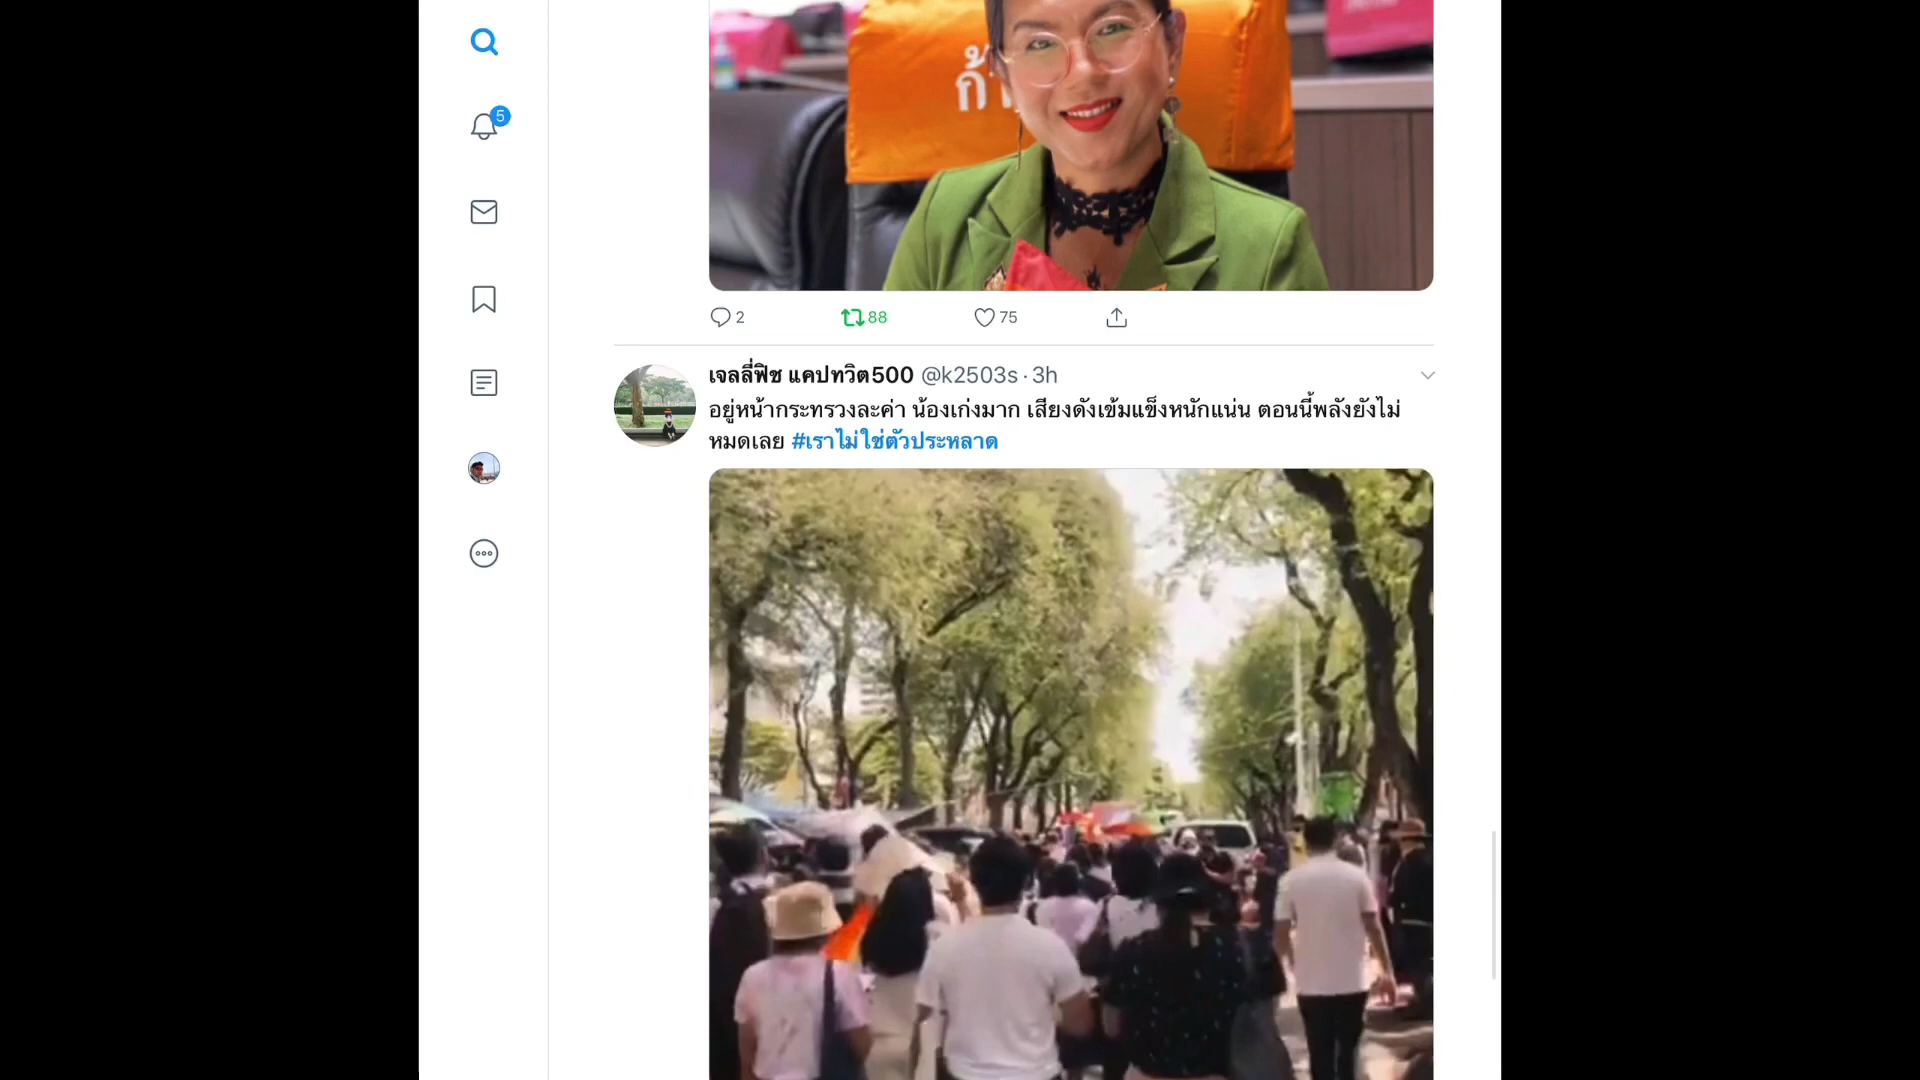 5
ก้า
2 88 75
เจลลี่ฟิช แคปทวิต500 @k2503s · 3h
อยู่หน้ากระทรวงละค่า น้องเก่งมาก เสียงดังเข้มแข็งหนักแน่น ตอนนี้พลังยังไม่
หมดเลย #เราไม่ใช่ตัวประหลาด